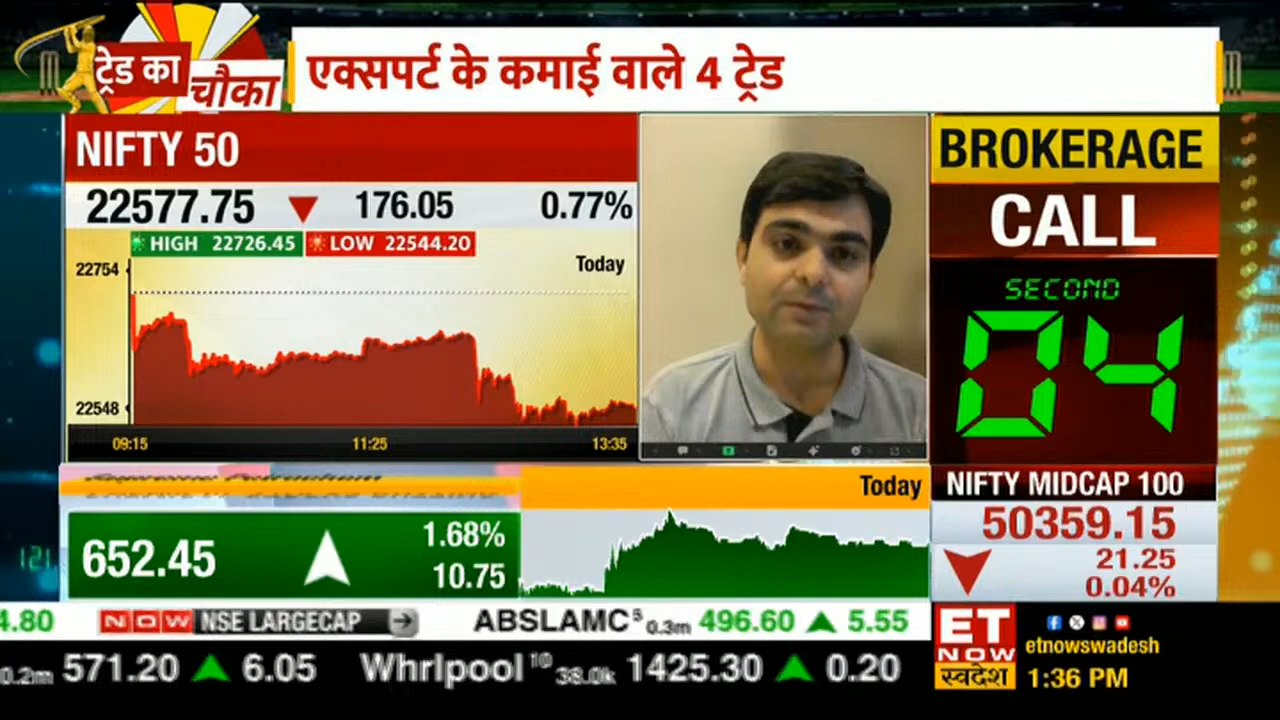 ट्रेड का
चौका
एक्सपर्ट के कमाई वाले 4 ट्रेड
NIFTY 50
22577.75 176.05 0.77%
HIGH 22726.45 LOW 22544.20
Today
22754
22548
09:15 11:25 13:35
BROKERAGE
CALL
SECOND
04
Today
652.45
1.68%
10.75
NIFTY MIDCAP 100
50359.15
21.25
0.04%
4.80 NOW NSE LARGECAP ABSLAMC 5 0.3m 496.60 5.55
0.2m 571.20 6.05 Whrlpool 10 38.0k 1425.30 0.20
ET
NOW
स्वदेश
etnowswadesh
1:36 PM